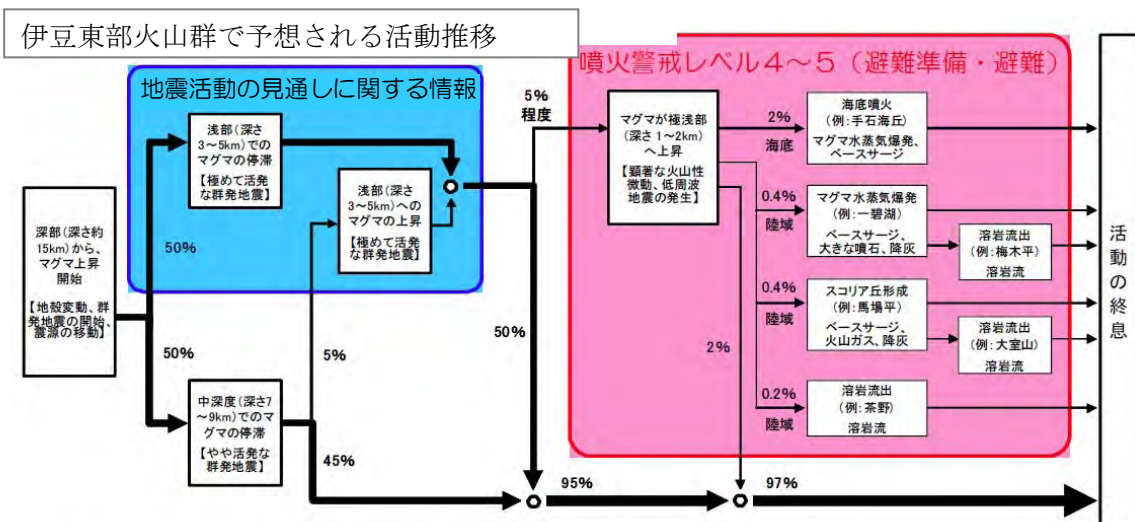 伊豆東部火山群で予想される活動推移
地震活動の見通しに関する情報
噴火警戒レベル4～5（避難準備・避難）
深部(深さ約
15km)から、
マグマ上昇
開始
【地殻変動、群
発地震の開始、
震源の移動】
50%
50%
浅部(深さ
3～5km)での
マグマの停滞
【極めて活発
な群発地震】
浅部(深さ
3～5km)への
マグマの上昇
【極めて活発
な群発地震】
中深度(深さ7
～9km)でのマ
グマの停滞
【やや活発な
群発地震】
5%
45%
50%
5%
程度
95%
マグマが極浅部
(深さ1～2km)
へ上昇
【顕著な火山性
微動、低周波
地震の発生】
2%
97%
2%
海底
海底噴火
(例:手石海丘)
マグマ水蒸気爆発、
ベースサージ
0.4%
陸域
マグマ水蒸気爆発
(例:一碧湖)
ベースサージ、
大きな噴石、降灰
溶岩流出
(例:梅木平)
溶岩流
0.4%
陸域
スコリア丘形成
(例:馬場平)
ベースサージ、
火山ガス、降灰
溶岩流出
(例:大室山)
溶岩流
0.2%
陸域
溶岩流出
(例:茶野)
溶岩流
活動の終息